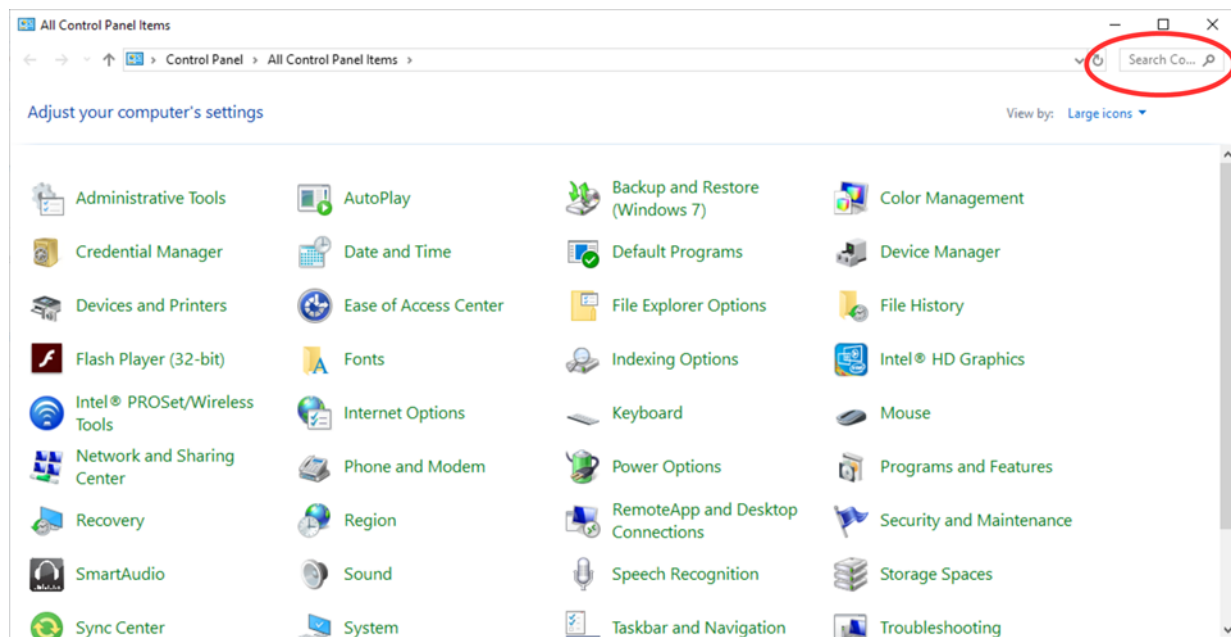 All Control Panel Items
Control Panel > All Control Panel Items >
Search Co...
Adjust your computer's settings
View by: Large icons
Administrative Tools
AutoPlay
Backup and Restore
(Windows 7)
Color Management
Credential Manager
Date and Time
Default Programs
Device Manager
Devices and Printers
Ease of Access Center
File Explorer Options
File History
Flash Player (32-bit)
Fonts
Indexing Options
Intel® HD Graphics
Intel® PROSet/Wireless
Tools
Internet Options
Keyboard
Mouse
Network and Sharing
Center
Phone and Modem
Power Options
Programs and Features
Recovery
Region
RemoteApp and Desktop
Connections
Security and Maintenance
SmartAudio
Sound
Speech Recognition
Storage Spaces
Sync Center
System
Taskbar and Navigation
Troubleshooting